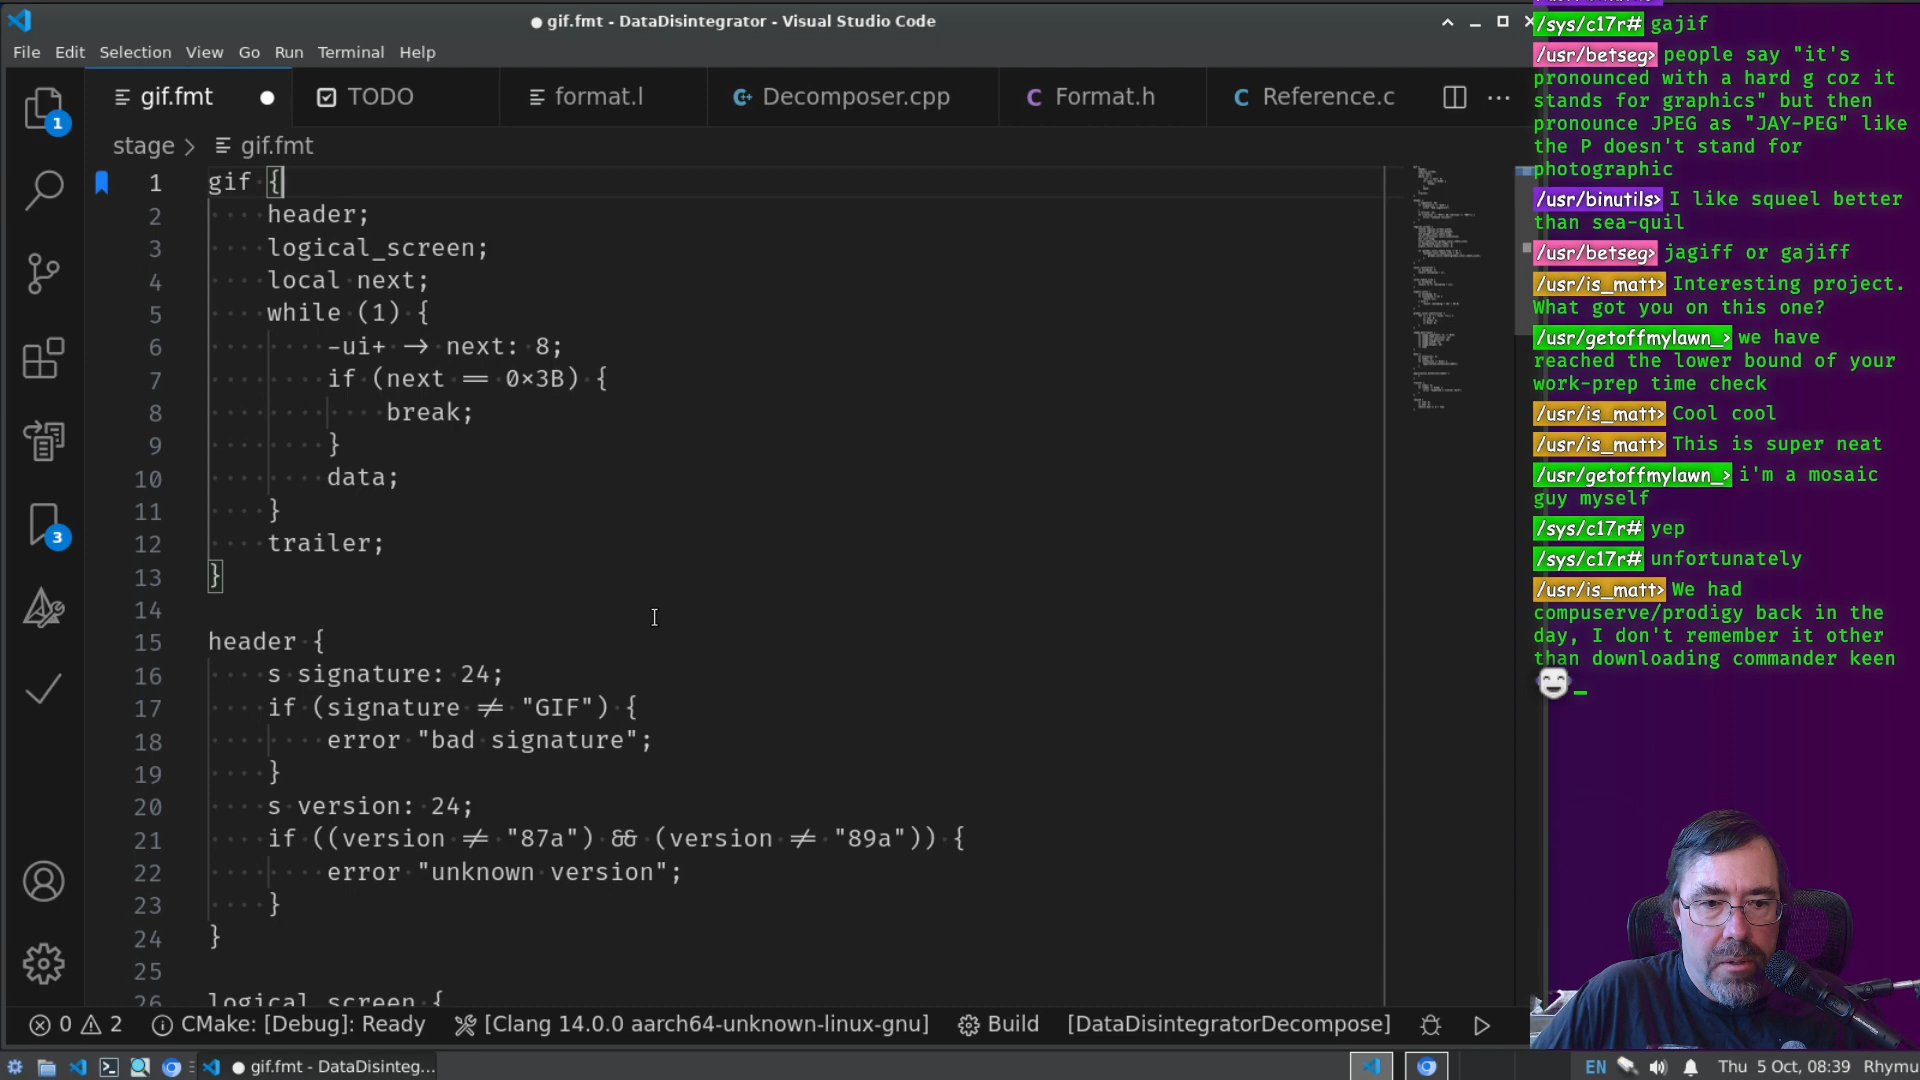 ● gif.fmt - DataDisintegrator - Visual Studio Code
File Edit Selection View Go Run Terminal Help
gif.fmt ● TODO format.l Decomposer.cpp Format.h Reference.c
stage > gif.fmt
1 gif {
2 header;
3 logical_screen;
4 local next;
5 while (1) {
6 -ui+ -> next: 8;
7 if (next == 0×3B) {
8 break;
9 }
10 data;
11 }
12 trailer;
13 }
14
15 header {
16 s signature: 24;
17 if (signature != "GIF") {
18 error "bad signature";
19 }
20 s version: 24;
21 if ((version != "87a") && (version != "89a")) {
22 error "unknown version";
23 }
24 }
25
26 logical_screen {
1
3
0 2 CMake: [Debug]: Ready [Clang 14.0.0 aarch64-unknown-linux-gnu] Build [DataDisintegratorDecompose]
● gif.fmt - DataDisinteg...
EN Thu 5 Oct, 08:39 Rhymu
/sys/c17r# gajif
/usr/betseg> people say "it's
pronounced with a hard g coz it
stands for graphics" but then
pronounce JPEG as "JAY-PEG" like
the P doesn't stand for
photographic
/usr/binutils> I like squeel better
than sea-quil
/usr/betseg> jagiff or gajiff
/usr/is_matt> Interesting project.
What got you on this one?
/usr/getoffmylawn_> we have
reached the lower bound of your
work-prep time check
/usr/is_matt> Cool cool
/usr/is_matt> This is super neat
/usr/getoffmylawn_> i'm a mosaic
guy myself
/sys/c17r# yep
/sys/c17r# unfortunately
/usr/is_matt> We had
compuserve/prodigy back in the
day, I don't remember it other
than downloading commander keen